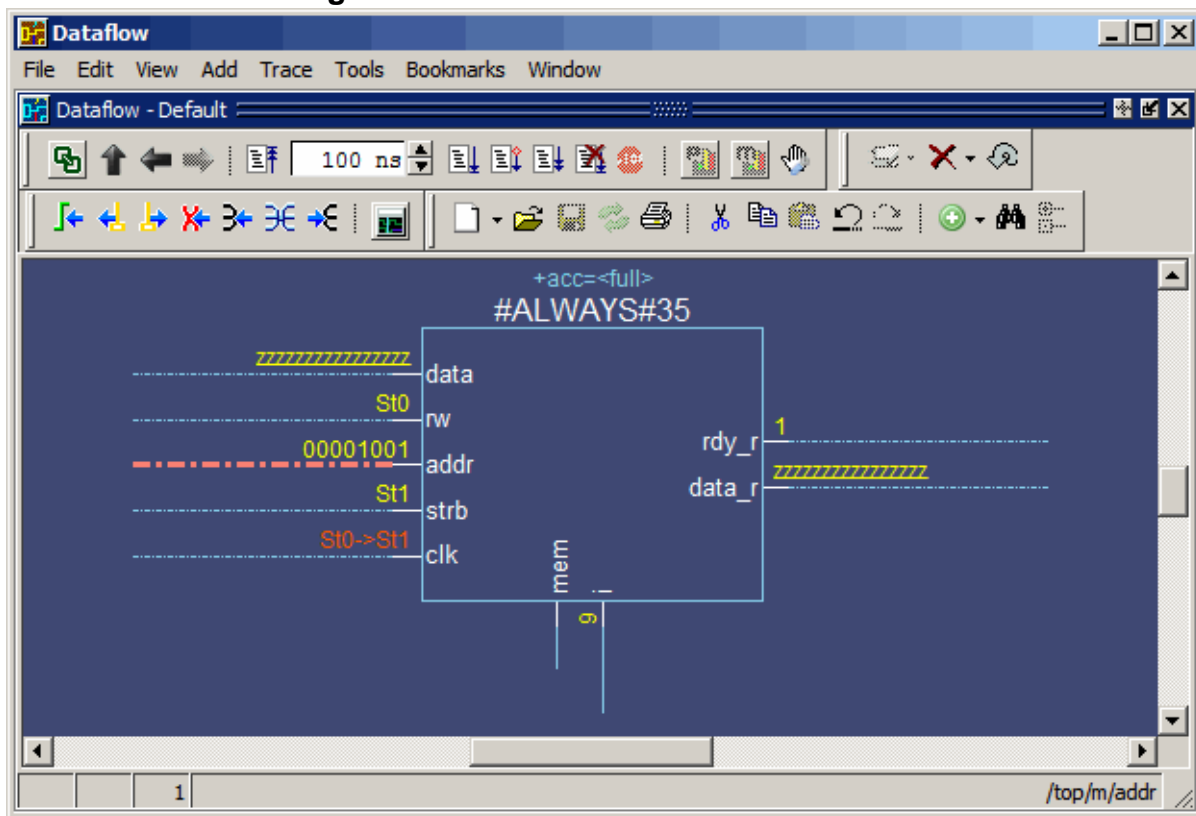 Dataflow
File Edit View Add Trace Tools Bookmarks Window
Dataflow - Default
100 ns
+acc=<full>
#ALWAYS#35
zzzzzzzzzzzzzzzz
data
St0
rw
00001001
addr
St1
strb
St0->St1
clk
1
rdy_r
zzzzzzzzzzzzzzzz
data_r
mem
i
9
1
/top/m/addr